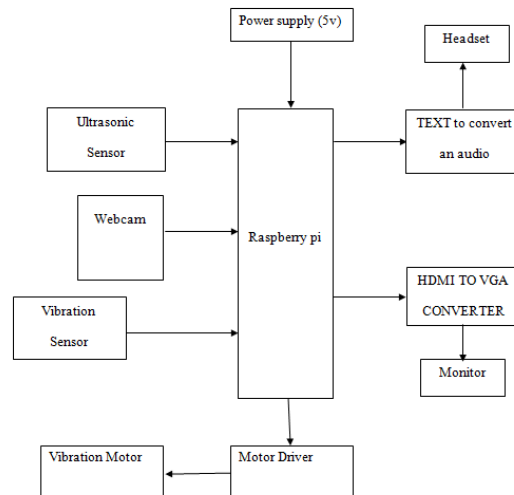 Power supply (5v)
Headset
Ultrasonic
Sensor
TEXT to convert
an audio
Webcam
Raspberry pi
HDMI TO VGA
CONVERTER
Vibration
Sensor
Monitor
Vibration Motor
Motor Driver